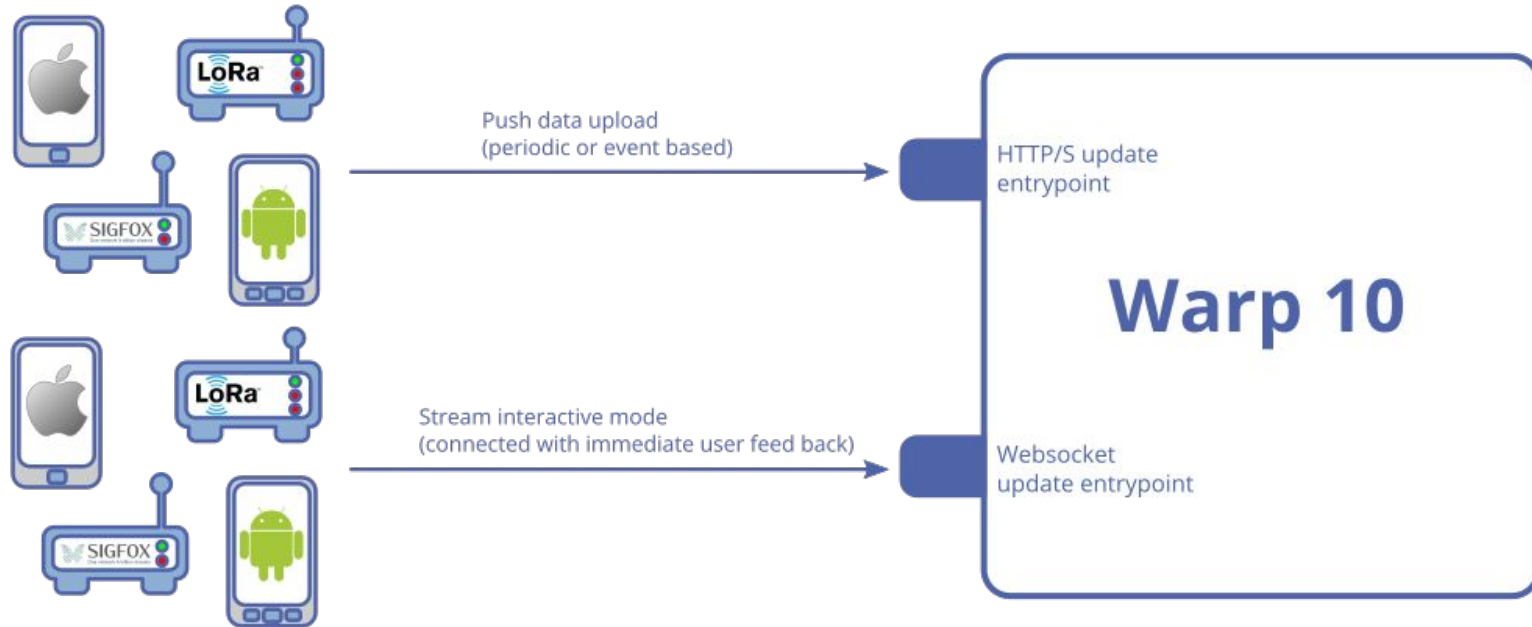 LoRa
Push data upload
(periodic or event based)
HTTP/S update
entrypoint
SIGFOX
Warp 10
LoRa
Stream interactive mode
(connected with immediate user feed back)
Websocket
update entrypoint
SIGFOX